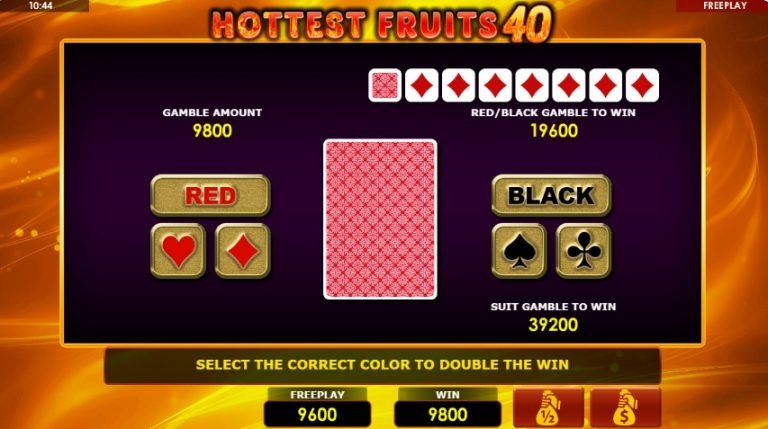 10:44
FREEPLAY
HOTTEST FRUITS 40
GAMBLE AMOUNT
9800
RED/BLACK GAMBLE TO WIN
19600
RED
BLACK
SUIT GAMBLE TO WIN
39200
SELECT THE CORRECT COLOR TO DOUBLE THE WIN
FREEPLAY
9600
WIN
9800
½
$